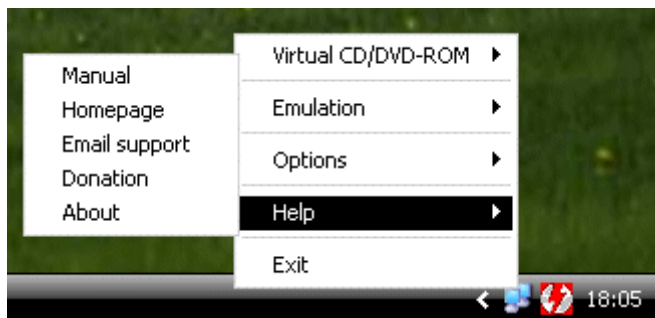 Manual
Homepage
Email support
Donation
About
Virtual CD/DVD-ROM
Emulation
Options
Help
Exit
18:05